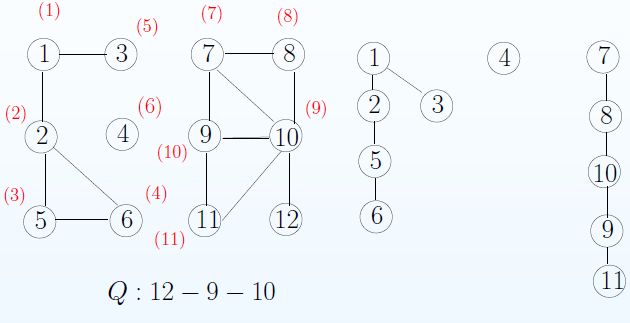 (1) (7) (8)
1 3 (5) 7 8 1 4 7
(2) (6) (9) 2 3 8
2 4 9 10
(10) 5 10
(3) (4)
5 6 11 12 6 9
(11)
11
Q : 12 − 9 − 10